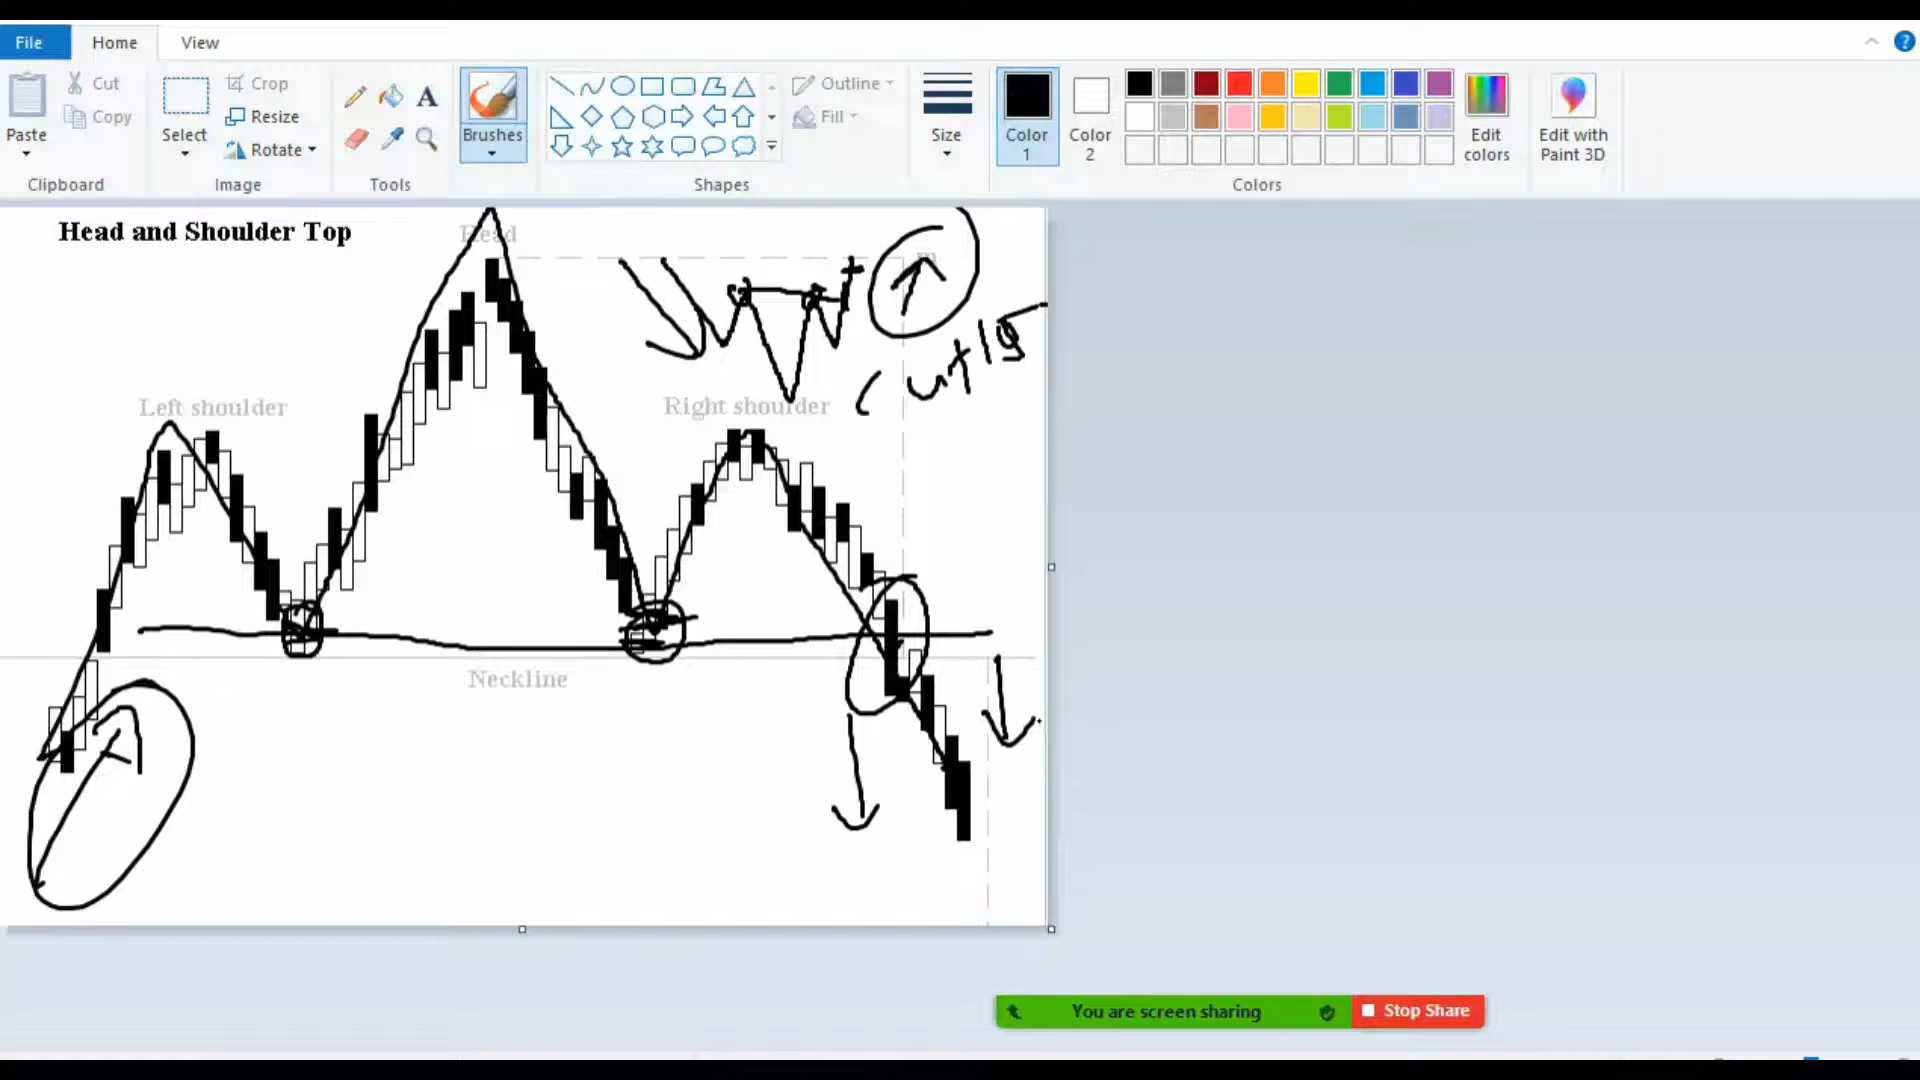 File Home View
Paste Cut Copy Select Crop Resize Rotate Brushes Outline Fill Size Color 1 Color 2 Edit colors Edit with Paint 3D
Clipboard Image Tools Shapes Colors
Head and Shoulder Top
Head
m
Left shoulder
Right shoulder
Neckline
You are screen sharing Stop Share